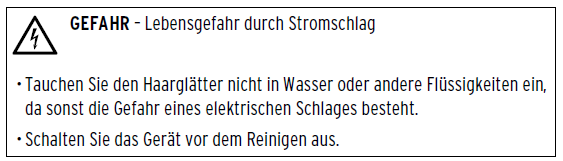 GEFAHR – Lebensgefahr durch Stromschlag
• Tauchen Sie den Haarglätter nicht in Wasser oder andere Flüssigkeiten ein,
da sonst die Gefahr eines elektrischen Schlages besteht.
• Schalten Sie das Gerät vor dem Reinigen aus.